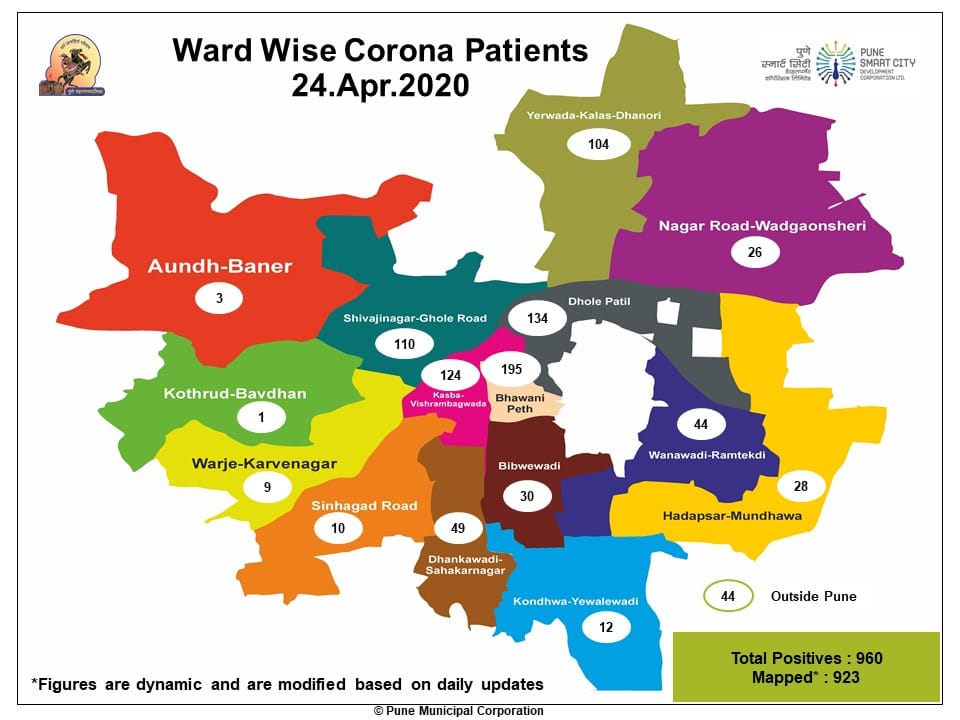 Ward Wise Corona Patients
24.Apr.2020
पुणे
स्मार्ट सिटी
डेव्हलपमेंट
कॉर्पोरेशन लिमिटेड
PUNE
SMART CITY
DEVELOPMENT
CORPORATION LTD.
Yerwada-Kalas-Dhanori
104
Nagar Road-Wadgaonsheri
26
Aundh-Baner
3
Dhole Patil
134
Shivajinagar-Ghole Road
110
195
124
Kasba-
Vishrambagwada
Bhawani
Peth
Kothrud-Bavdhan
1
44
Wanawadi-Ramtekdi
Warje-Karvenagar
9
Bibwewadi
30
28
Hadapsar-Mundhawa
Sinhagad Road
10
49
Dhankawadi-
Sahakarnagar
Kondhwa-Yewalewadi
12
44 Outside Pune
Total Positives : 960
Mapped* : 923
*Figures are dynamic and are modified based on daily updates
© Pune Municipal Corporation